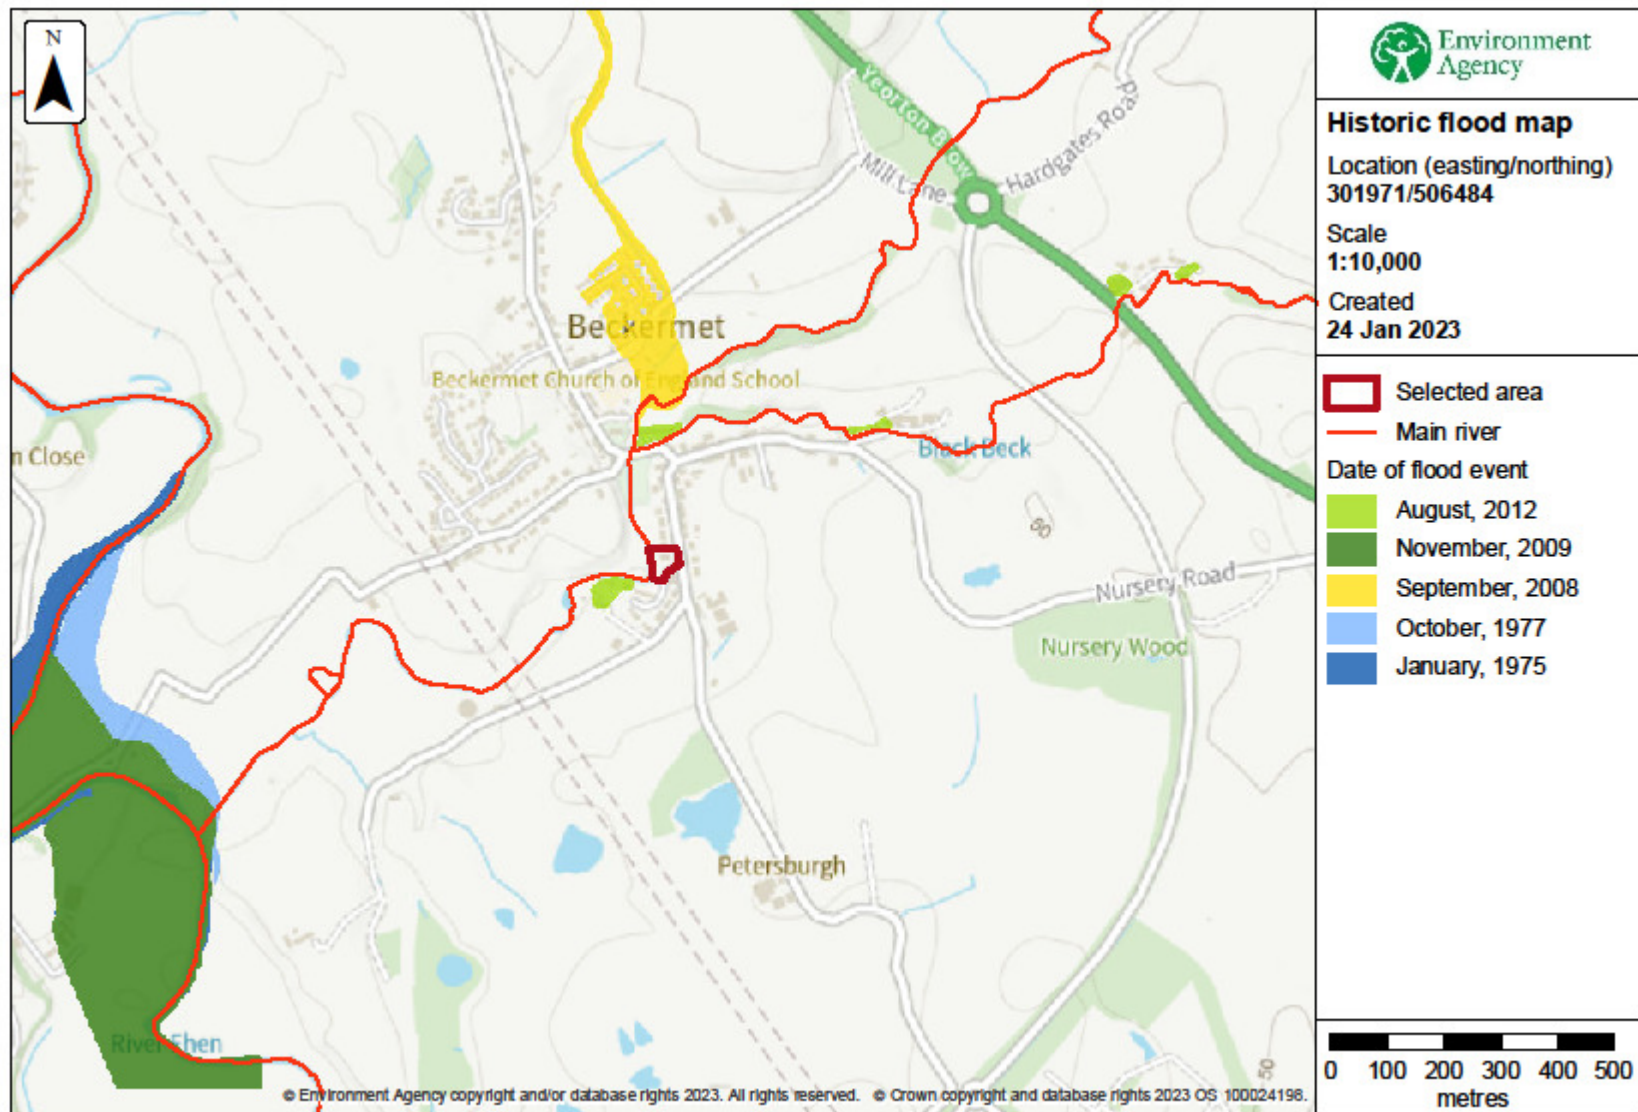 N
Yeorton Brow
Hardgates Road
Mill Lane
Beckermet
Beckermet Church of England School
n Close
Black Beck
50
Nursery Road
Nursery Wood
Petersburgh
River Ehen
50
© Environment Agency copyright and/or database rights 2023. All rights reserved. © Crown copyright and database rights 2023 OS 100024198.
Environment
Agency
Historic flood map
Location (easting/northing)
301971/506484
Scale
1:10,000
Created
24 Jan 2023
Selected area
Main river
Date of flood event
August, 2012
November, 2009
September, 2008
October, 1977
January, 1975
0 100 200 300 400 500
metres